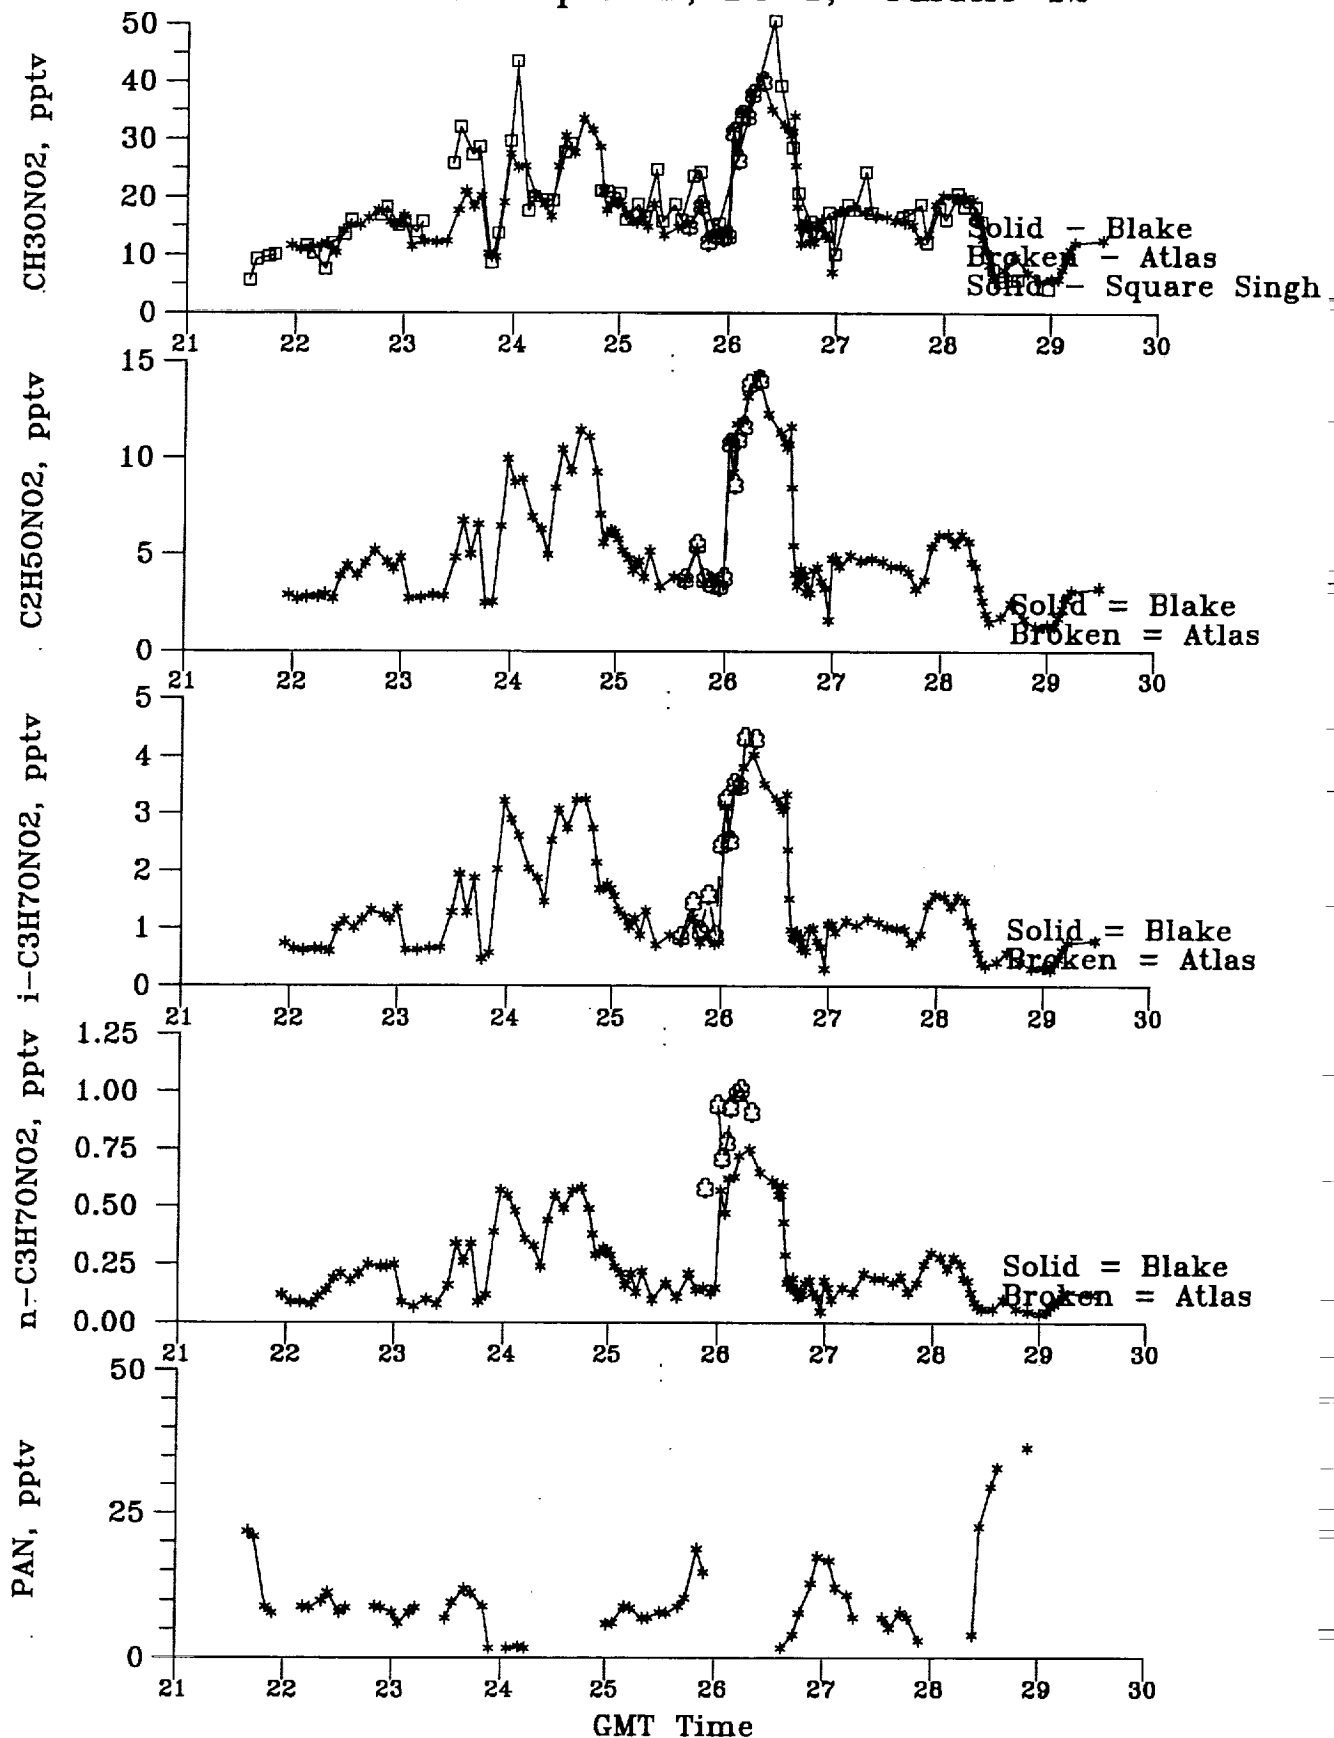 CH3ONO2, pptv
50
40
30
20
10
0
Solid - Blake
Broken - Atlas
Solid - Square Singh
21 22 23 24 25 26 27 28 29 30
C2H5ONO2, pptv
15
10
5
0
Solid = Blake
Broken = Atlas
21 22 23 24 25 26 27 28 29 30
i-C3H7ONO2, pptv
5
4
3
2
1
0
Solid = Blake
Broken = Atlas
21 22 23 24 25 26 27 28 29 30
n-C3H7ONO2, pptv
1.25
1.00
0.75
0.50
0.25
0.00
Solid = Blake
Broken = Atlas
21 22 23 24 25 26 27 28 29 30
PAN, pptv
50
25
0
21 22 23 24 25 26 27 28 29 30
GMT Time